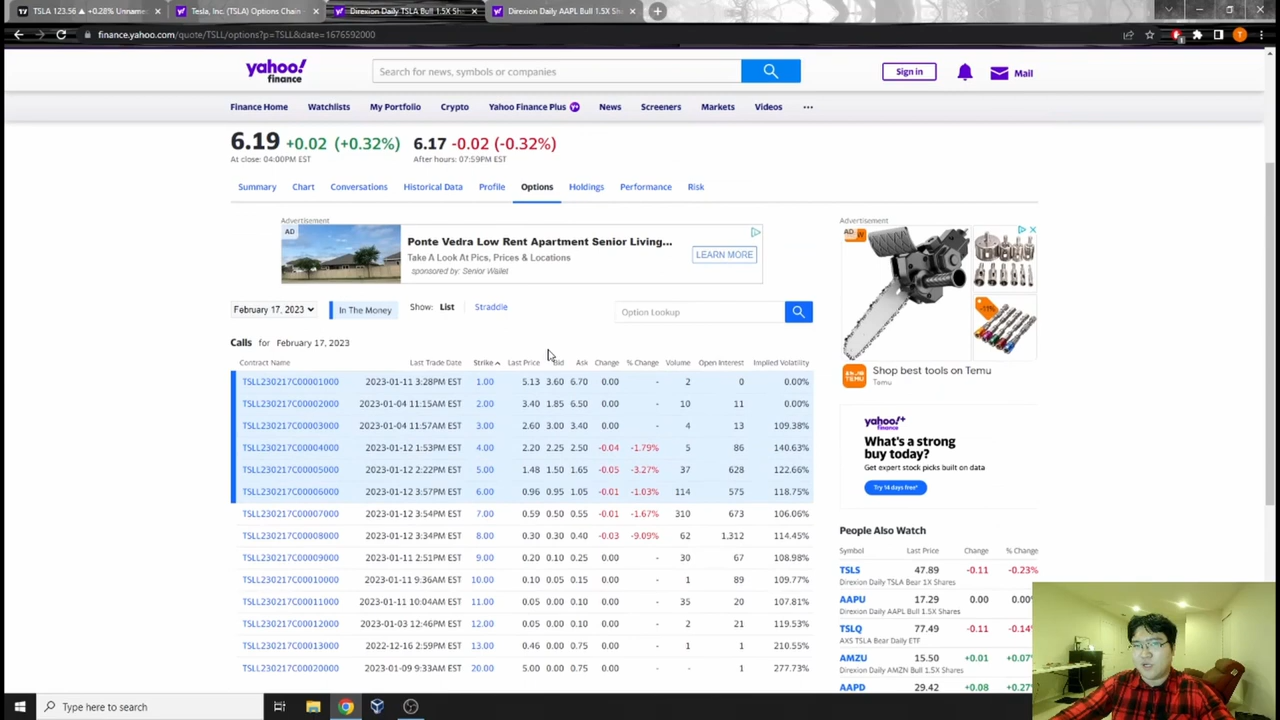 TSLA 123.56 ▲ +0.28% Unnam
Tesla, Inc. (TSLA) Options Chain
Direxion Daily TSLA Bull 1.5X Sh
Direxion Daily AAPL Bull 1.5X Sh
finance.yahoo.com/quote/TSLL/options?p=TSLL&date=1676592000
yahoo!
finance
Search for news, symbols or companies
Sign in
Mail
Finance Home Watchlists My Portfolio Crypto Yahoo Finance Plus News Screeners Markets Videos ...
6.19 +0.02 (+0.32%) 6.17 -0.02 (-0.32%)
At close: 04:00PM EST After hours: 07:59PM EST
Summary Chart Conversations Historical Data Profile Options Holdings Performance Risk
Advertisement
AD
Ponte Vedra Low Rent Apartment Senior Living...
Take A Look At Pics, Prices & Locations
sponsored by: Senior Wallet
LEARN MORE
February 17, 2023 In The Money Show: List Straddle Option Lookup
Calls for February 17, 2023
Contract Name Last Trade Date Strike Last Price Bid Ask Change % Change Volume Open Interest Implied Volatility
TSLL230217C00001000 2023-01-11 3:28PM EST 1.00 5.13 3.60 6.70 0.00 - 2 0 0.00%
TSLL230217C00002000 2023-01-04 11:15AM EST 2.00 3.40 1.85 6.50 0.00 - 10 11 0.00%
TSLL230217C00003000 2023-01-04 11:57AM EST 3.00 2.60 3.00 3.40 0.00 - 4 13 109.38%
TSLL230217C00004000 2023-01-12 1:53PM EST 4.00 2.20 2.25 2.50 -0.04 -1.79% 5 86 140.63%
TSLL230217C00005000 2023-01-12 2:22PM EST 5.00 1.48 1.50 1.65 -0.05 -3.27% 37 628 122.66%
TSLL230217C00006000 2023-01-12 3:57PM EST 6.00 0.96 0.95 1.05 -0.01 -1.03% 114 575 118.75%
TSLL230217C00007000 2023-01-12 3:54PM EST 7.00 0.59 0.50 0.55 -0.01 -1.67% 310 673 106.06%
TSLL230217C00008000 2023-01-12 3:34PM EST 8.00 0.30 0.30 0.40 -0.03 -9.09% 62 1,312 114.45%
TSLL230217C00009000 2023-01-11 2:51PM EST 9.00 0.20 0.10 0.25 0.00 - 30 67 108.98%
TSLL230217C00010000 2023-01-11 9:36AM EST 10.00 0.10 0.05 0.15 0.00 - 1 89 109.77%
TSLL230217C00011000 2023-01-11 10:04AM EST 11.00 0.05 0.00 0.10 0.00 - 35 20 107.81%
TSLL230217C00012000 2023-01-03 12:46PM EST 12.00 0.05 0.00 0.10 0.00 - 2 21 119.53%
TSLL230217C00013000 2022-12-16 2:59PM EST 13.00 0.46 0.00 0.75 0.00 - 1 1 210.55%
TSLL230217C00020000 2023-01-09 9:33AM EST 20.00 5.00 0.00 0.75 0.00 - - 1 277.73%
Advertisement
AD
-11%
TEMU
Shop best tools on Temu
Temu
yahoo!+
finance
What's a strong
buy today?
Get expert stock picks built on data
Try 14 days free*
People Also Watch
Symbol Last Price Change % Change
TSLS 47.89 -0.11 -0.23%
Direxion Daily TSLA Bear 1X Shares
AAPU 17.29 0.00 0.00%
Direxion Daily AAPL Bull 1.5X Shares
TSLQ 77.49 -0.11 -0.14%
AXS TSLA Bear Daily ETF
AMZU 15.50 +0.01 +0.07%
Direxion Daily AMZN Bull 1.5X Shares
AAPD 29.42 +0.08 +0.27%
Type here to search